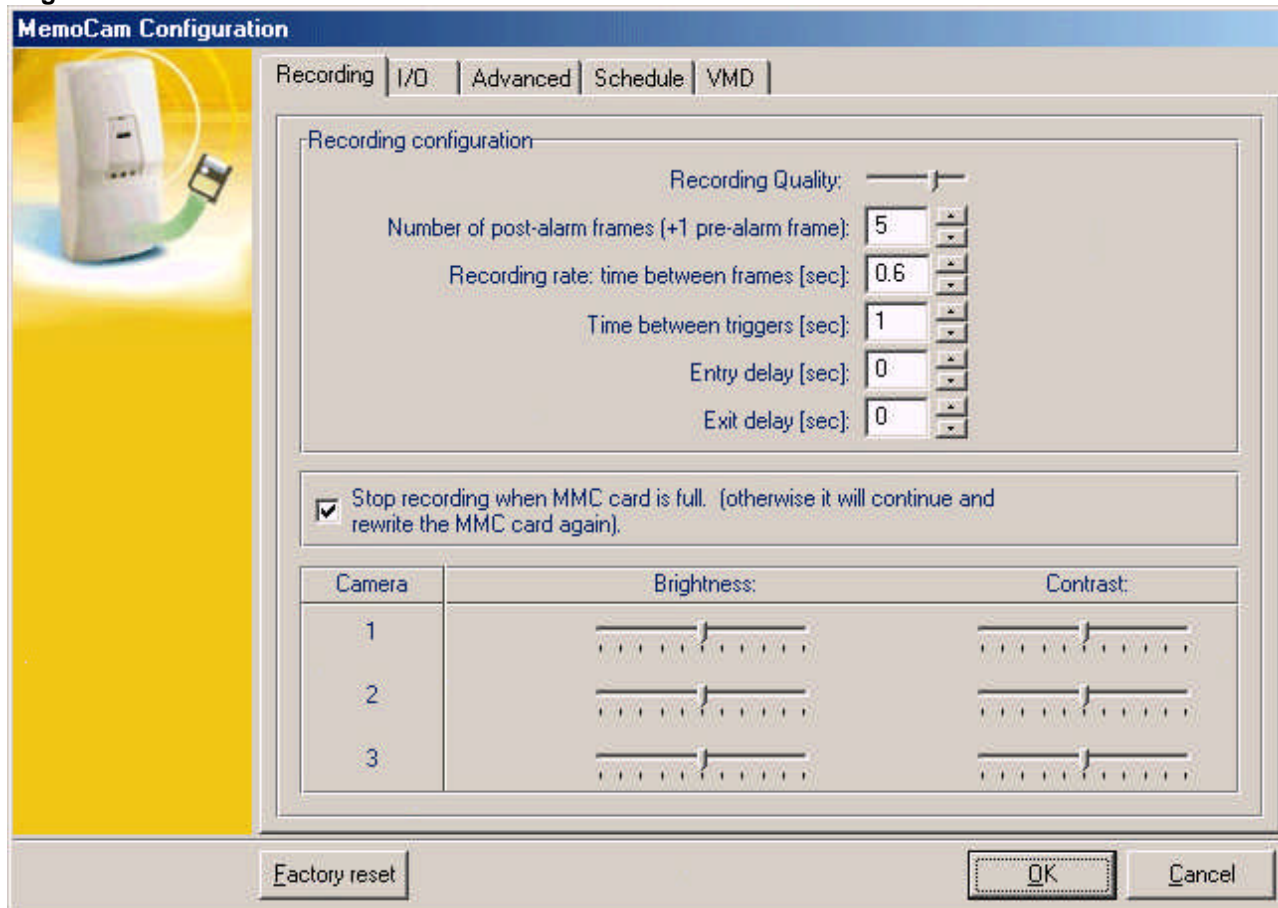 MemoCam Configuration
Recording I/O Advanced Schedule VMD
Recording configuration
Recording Quality:
Number of post-alarm frames (+1 pre-alarm frame): 5
Recording rate: time between frames [sec]: 0.6
Time between triggers [sec]: 1
Entry delay [sec]: 0
Exit delay [sec]: 0
Stop recording when MMC card is full. (otherwise it will continue and
rewrite the MMC card again).
Camera Brightness: Contrast:
1
2
3
Factory reset OK Cancel